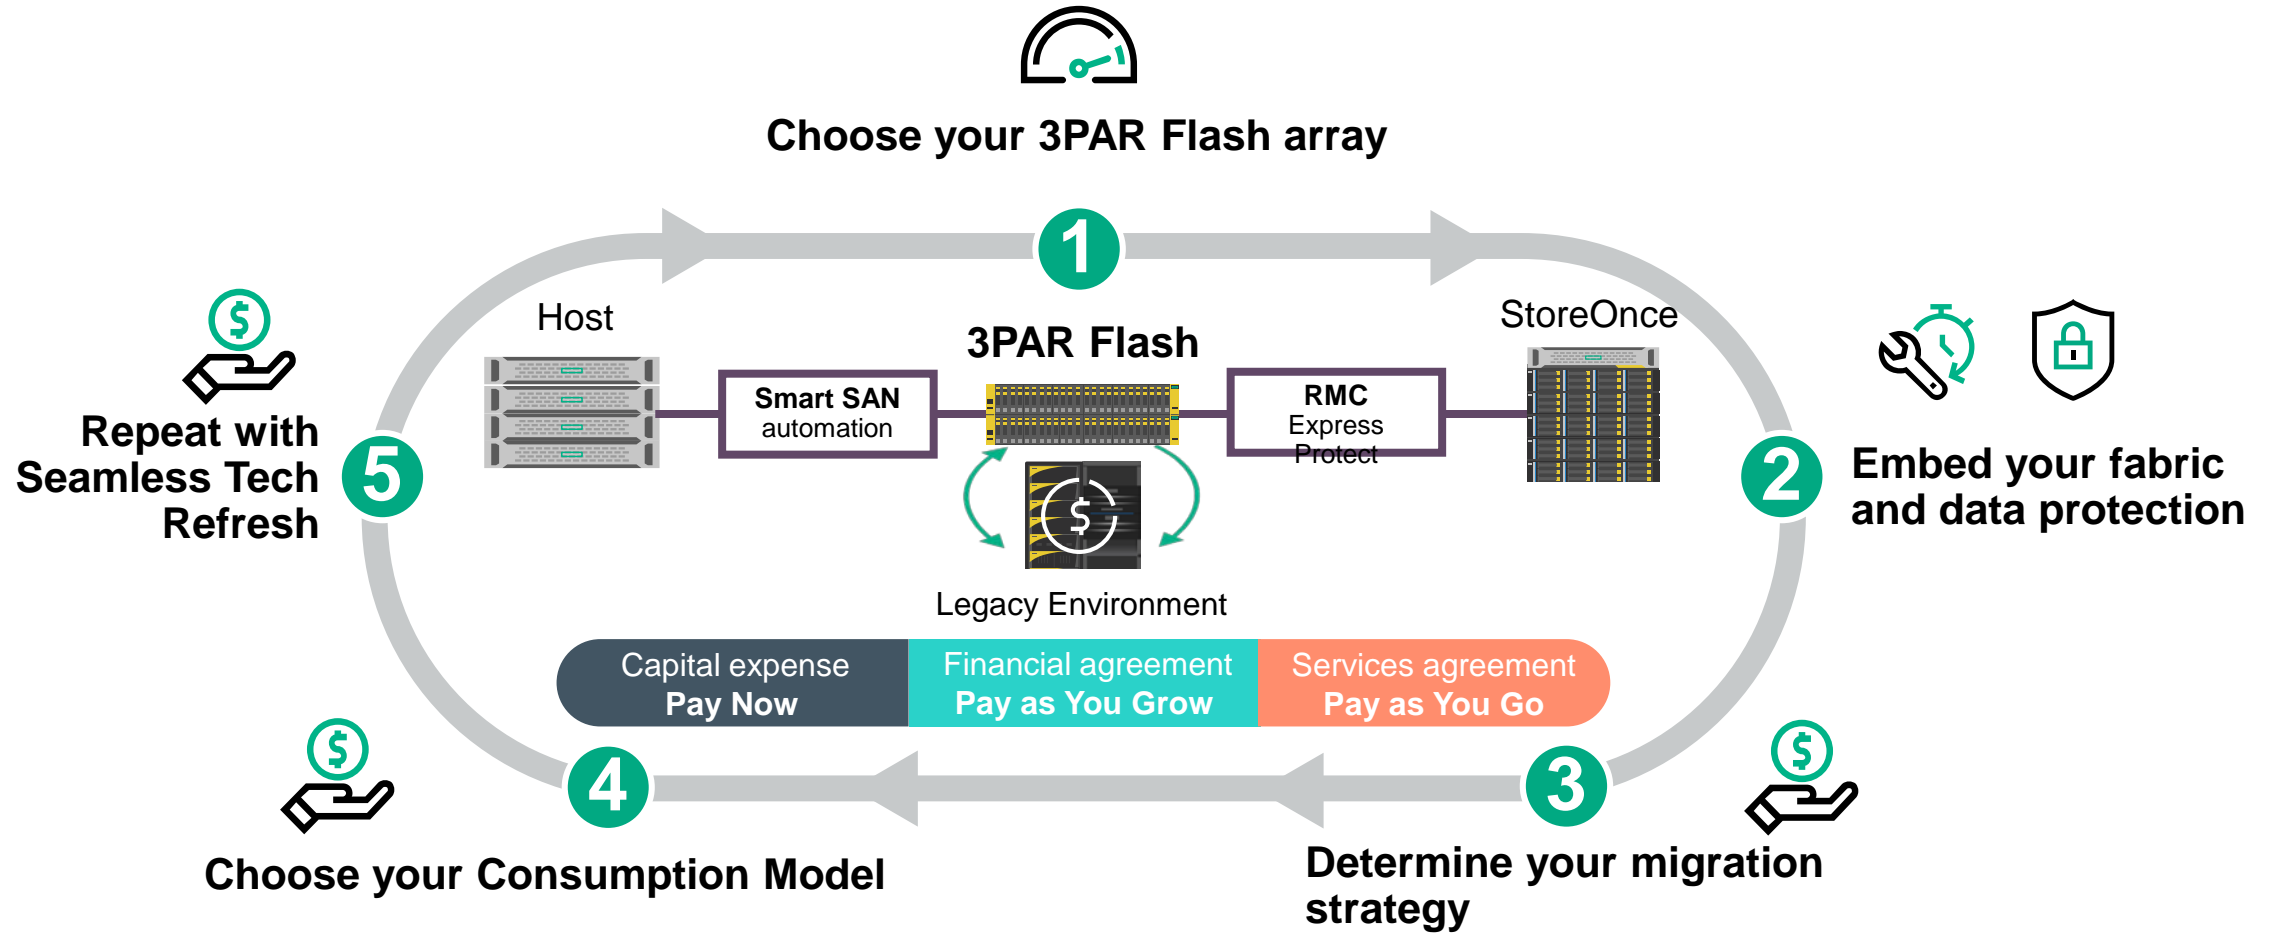 Choose your 3PAR Flash array
1
Host
3PAR Flash
StoreOnce
Smart SAN
automation
RMC
Express
Protect
$
Repeat with
Seamless Tech
Refresh
5
2
Embed your fabric
and data protection
$
Legacy Environment
Capital expense
Pay Now
Financial agreement
Pay as You Grow
Services agreement
Pay as You Go
$
4
3
$
Choose your Consumption Model
Determine your migration
strategy